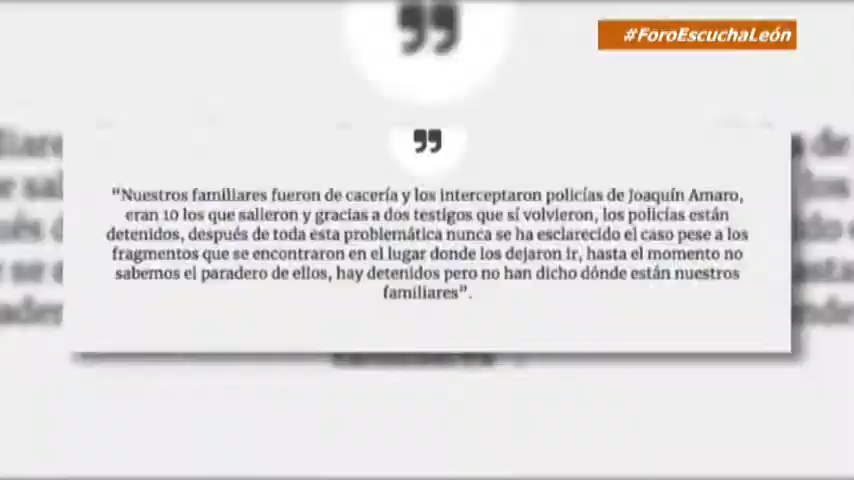 #ForoEscuchaLeón
"Nuestros familiares fueron de cacería y los interceptaron policías de Joaquín Amaro,
eran 10 los que salieron y gracias a dos testigos que sí volvieron, los policías están
detenidos, después de toda esta problemática nunca se ha esclarecido el caso pese a los
fragmentos que se encontraron en el lugar donde los dejaron ir, hasta el momento no
sabemos el paradero de ellos, hay detenidos pero no han dicho dónde están nuestros
familiares".